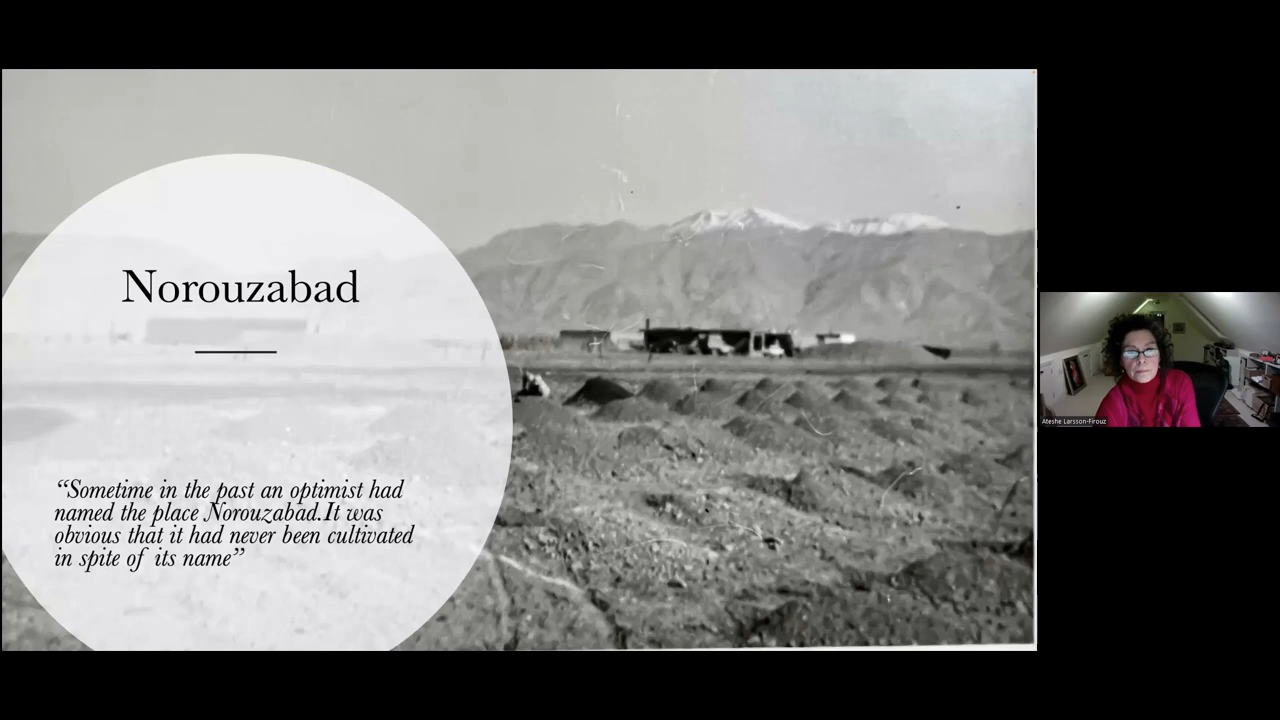 Norouzabad
“Sometime in the past an optimist had
named the place Norouzabad.It was
obvious that it had never been cultivated
in spite of its name”
Ateshe Larsson-Firouz